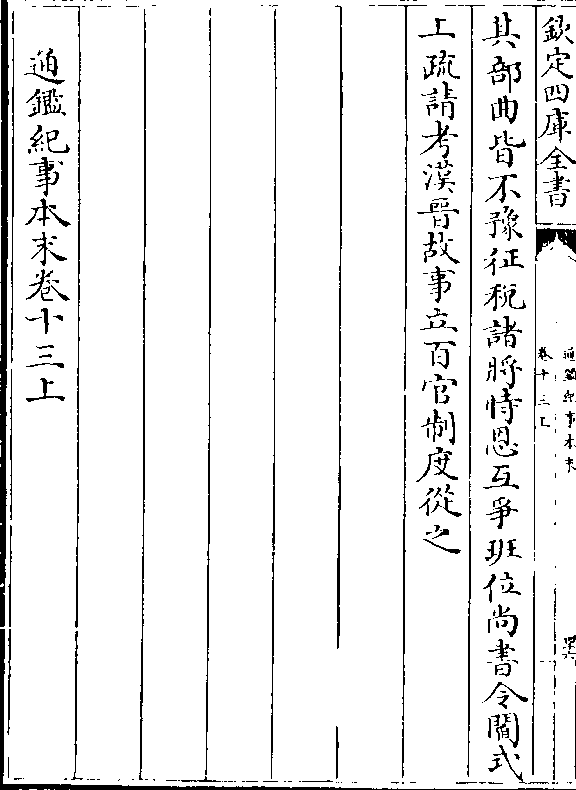 欽定四庫全書
通鑑紀事本末
卷十三上
其部曲皆不豫征稅諸將恃恩互爭班位尚書令閻式
上疏請考漢晉故事立百官制度從之
通鑑紀事本末卷十三上